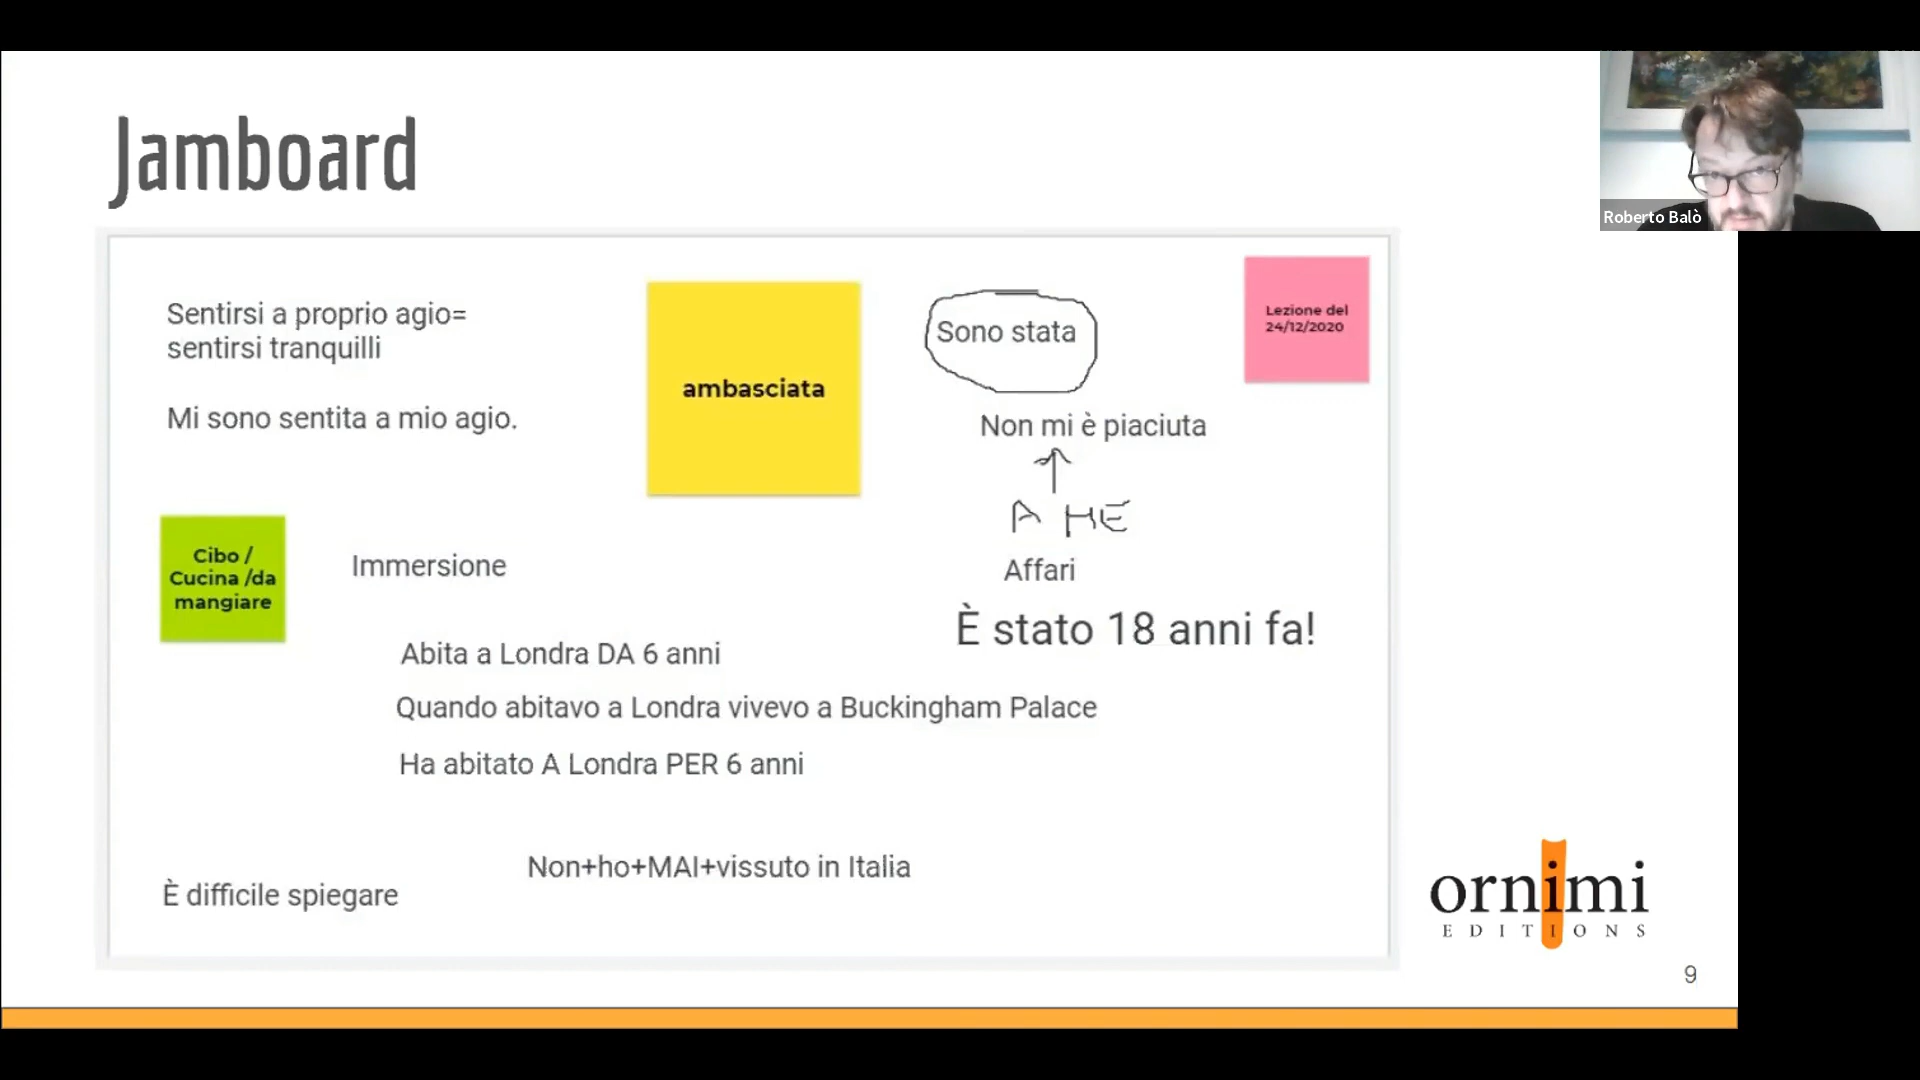 Jamboard
Roberto Balò
Sentirsi a proprio agio=
sentirsi tranquilli
Mi sono sentita a mio agio.
ambasciata
Sono stata
Lezione del
24/12/2020
Non mi è piaciuta
A ME
Affari
È stato 18 anni fa!
Cibo /
Cucina /da
mangiare
Immersione
Abita a Londra DA 6 anni
Quando abitavo a Londra vivevo a Buckingham Palace
Ha abitato A Londra PER 6 anni
Non+ho+MAI+vissuto in Italia
È difficile spiegare
ornimi
EDITIONS
9